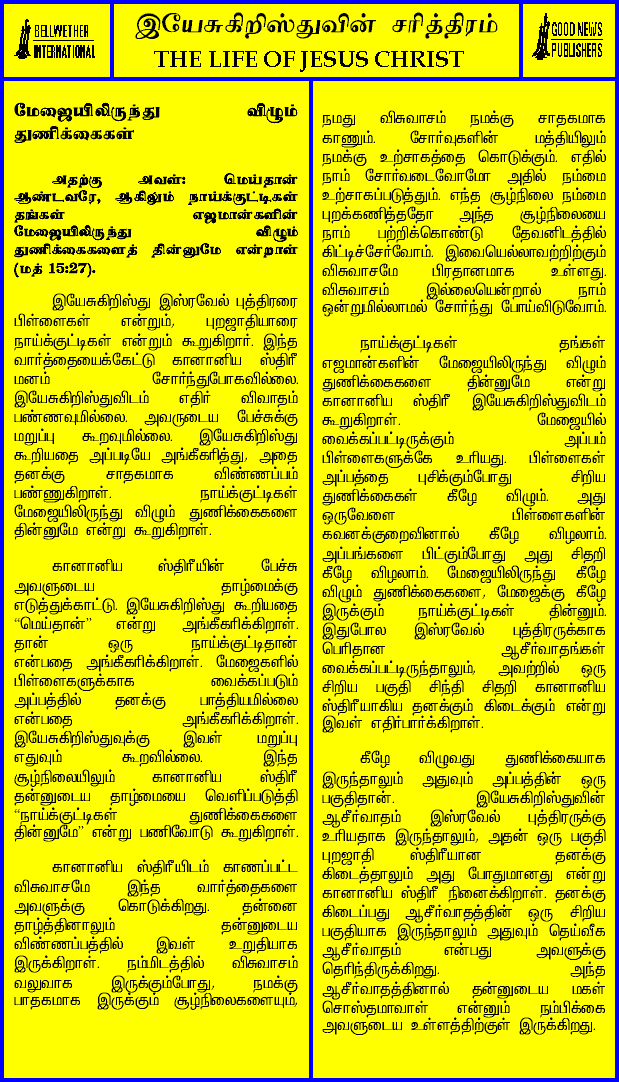 BELLWETHER
INTERNATIONAL
இயேசுகிறிஸ்துவின் சரித்திரம்
THE LIFE OF JESUS CHRIST
GOOD NEWS
PUBLISHERS
மேஜையிலிருந்து விழும்
துணிக்கைகள்
அதற்கு அவள்: மெய்தான்
ஆண்டவரே, ஆகிலும் நாய்க்குட்டிகள்
தங்கள் எஜமான்களின்
மேஜையிலிருந்து விழும்
துணிக்கைகளைத் தின்னுமே என்றாள்
(மத் 15:27).
இயேசுகிறிஸ்து இஸ்ரவேல் புத்திரரை
பிள்ளைகள் என்றும், புறஜாதியாரை
நாய்க்குட்டிகள் என்றும் கூறுகிறார். இந்த
வார்த்தையைக்கேட்டு கானானிய ஸ்திரீ
மனம் சோர்ந்துபோகவில்லை.
இயேசுகிறிஸ்துவிடம் எதிர் விவாதம்
பண்ணவுமில்லை. அவருடைய பேச்சுக்கு
மறுப்பு கூறவுமில்லை. இயேசுகிறிஸ்து
கூறியதை அப்படியே அங்கீகரித்து, அதை
தனக்கு சாதகமாக விண்ணப்பம்
பண்ணுகிறாள். நாய்க்குட்டிகள்
மேஜையிலிருந்து விழும் துணிக்கைகளை
தின்னுமே என்று கூறுகிறாள்.
கானானிய ஸ்திரீயின் பேச்சு
அவளுடைய தாழ்மைக்கு
எடுத்துக்காட்டு. இயேசுகிறிஸ்து கூறியதை
“மெய்தான்” என்று அங்கீகரிக்கிறாள்.
தான் ஒரு நாய்க்குட்டிதான்
என்பதை அங்கீகரிக்கிறாள். மேஜைகளில்
பிள்ளைகளுக்காக வைக்கப்படும்
அப்பத்தில் தனக்கு பாத்தியமில்லை
என்பதை அங்கீகரிக்கிறாள்.
இயேசுகிறிஸ்துவுக்கு இவள் மறுப்பு
எதுவும் கூறவில்லை. இந்த
சூழ்நிலையிலும் கானானிய ஸ்திரீ
தன்னுடைய தாழ்மையை வெளிப்படுத்தி
“நாய்க்குட்டிகள் துணிக்கைகளை
தின்னுமே” என்று பணிவோடு கூறுகிறாள்.
கானானிய ஸ்திரீயிடம் காணப்பட்ட
விசுவாசமே இந்த வார்த்தைகளை
அவளுக்கு கொடுக்கிறது. தன்னை
தாழ்த்தினாலும் தன்னுடைய
விண்ணப்பத்தில் இவள் உறுதியாக
இருக்கிறாள். நம்மிடத்தில் விசுவாசம்
வலுவாக இருக்கும்போது, நமக்கு
பாதகமாக இருக்கும் சூழ்நிலைகளையும்,
நமது விசுவாசம் நமக்கு சாதகமாக
காணும். சோர்வுகளின் மத்தியிலும்
நமக்கு உற்சாகத்தை கொடுக்கும். எதில்
நாம் சோர்வடைவோமோ அதில் நம்மை
உற்சாகப்படுத்தும். எந்த சூழ்நிலை நம்மை
புறக்கணித்ததோ அந்த சூழ்நிலையை
நாம் பற்றிக்கொண்டு தேவனிடத்தில்
கிட்டிச்சேர்வோம். இவையெல்லாவற்றிற்கும்
விசுவாசமே பிரதானமாக உள்ளது.
விசுவாசம் இல்லையென்றால் நாம்
ஒன்றுமில்லாமல் சோர்ந்து போய்விடுவோம்.
நாய்க்குட்டிகள் தங்கள்
எஜமான்களின் மேஜையிலிருந்து விழும்
துணிக்கைகளை தின்னுமே என்று
கானானிய ஸ்திரீ இயேசுகிறிஸ்துவிடம்
கூறுகிறாள். மேஜையில்
வைக்கப்பட்டிருக்கும் அப்பம்
பிள்ளைகளுக்கே உரியது. பிள்ளைகள்
அப்பத்தை புசிக்கும்போது சிறிய
துணிக்கைகள் கீழே விழும். அது
ஒருவேளை பிள்ளைகளின்
கவனக்குறைவினால் கீழே விழலாம்.
அப்பங்களை பிட்கும்போது அது சிதறி
கீழே விழலாம். மேஜையிலிருந்து கீழே
விழும் துணிக்கைகளை, மேஜைக்கு கீழே
இருக்கும் நாய்க்குட்டிகள் தின்னும்.
இதுபோல இஸ்ரவேல் புத்திரருக்காக
பெரிதான ஆசீர்வாதங்கள்
வைக்கப்பட்டிருந்தாலும், அவற்றில் ஒரு
சிறிய பகுதி சிந்தி சிதறி கானானிய
ஸ்திரீயாகிய தனக்கும் கிடைக்கும் என்று
இவள் எதிர்பார்க்கிறாள்.
கீழே விழுவது துணிக்கையாக
இருந்தாலும் அதுவும் அப்பத்தின் ஒரு
பகுதிதான். இயேசுகிறிஸ்துவின்
ஆசீர்வாதம் இஸ்ரவேல் புத்திரருக்கு
உரியதாக இருந்தாலும், அதன் ஒரு பகுதி
புறஜாதி ஸ்திரீயான தனக்கு
கிடைத்தாலும் அது போதுமானது என்று
கானானிய ஸ்திரீ நினைக்கிறாள். தனக்கு
கிடைப்பது ஆசீர்வாதத்தின் ஒரு சிறிய
பகுதியாக இருந்தாலும் அதுவும் தெய்வீக
ஆசீர்வாதம் என்பது அவளுக்கு
தெரிந்திருக்கிறது. அந்த
ஆசீர்வாதத்தினால் தன்னுடைய மகள்
சொஸ்தமாவாள் என்னும் நம்பிக்கை
அவளுடைய உள்ளத்திற்குள் இருக்கிறது.